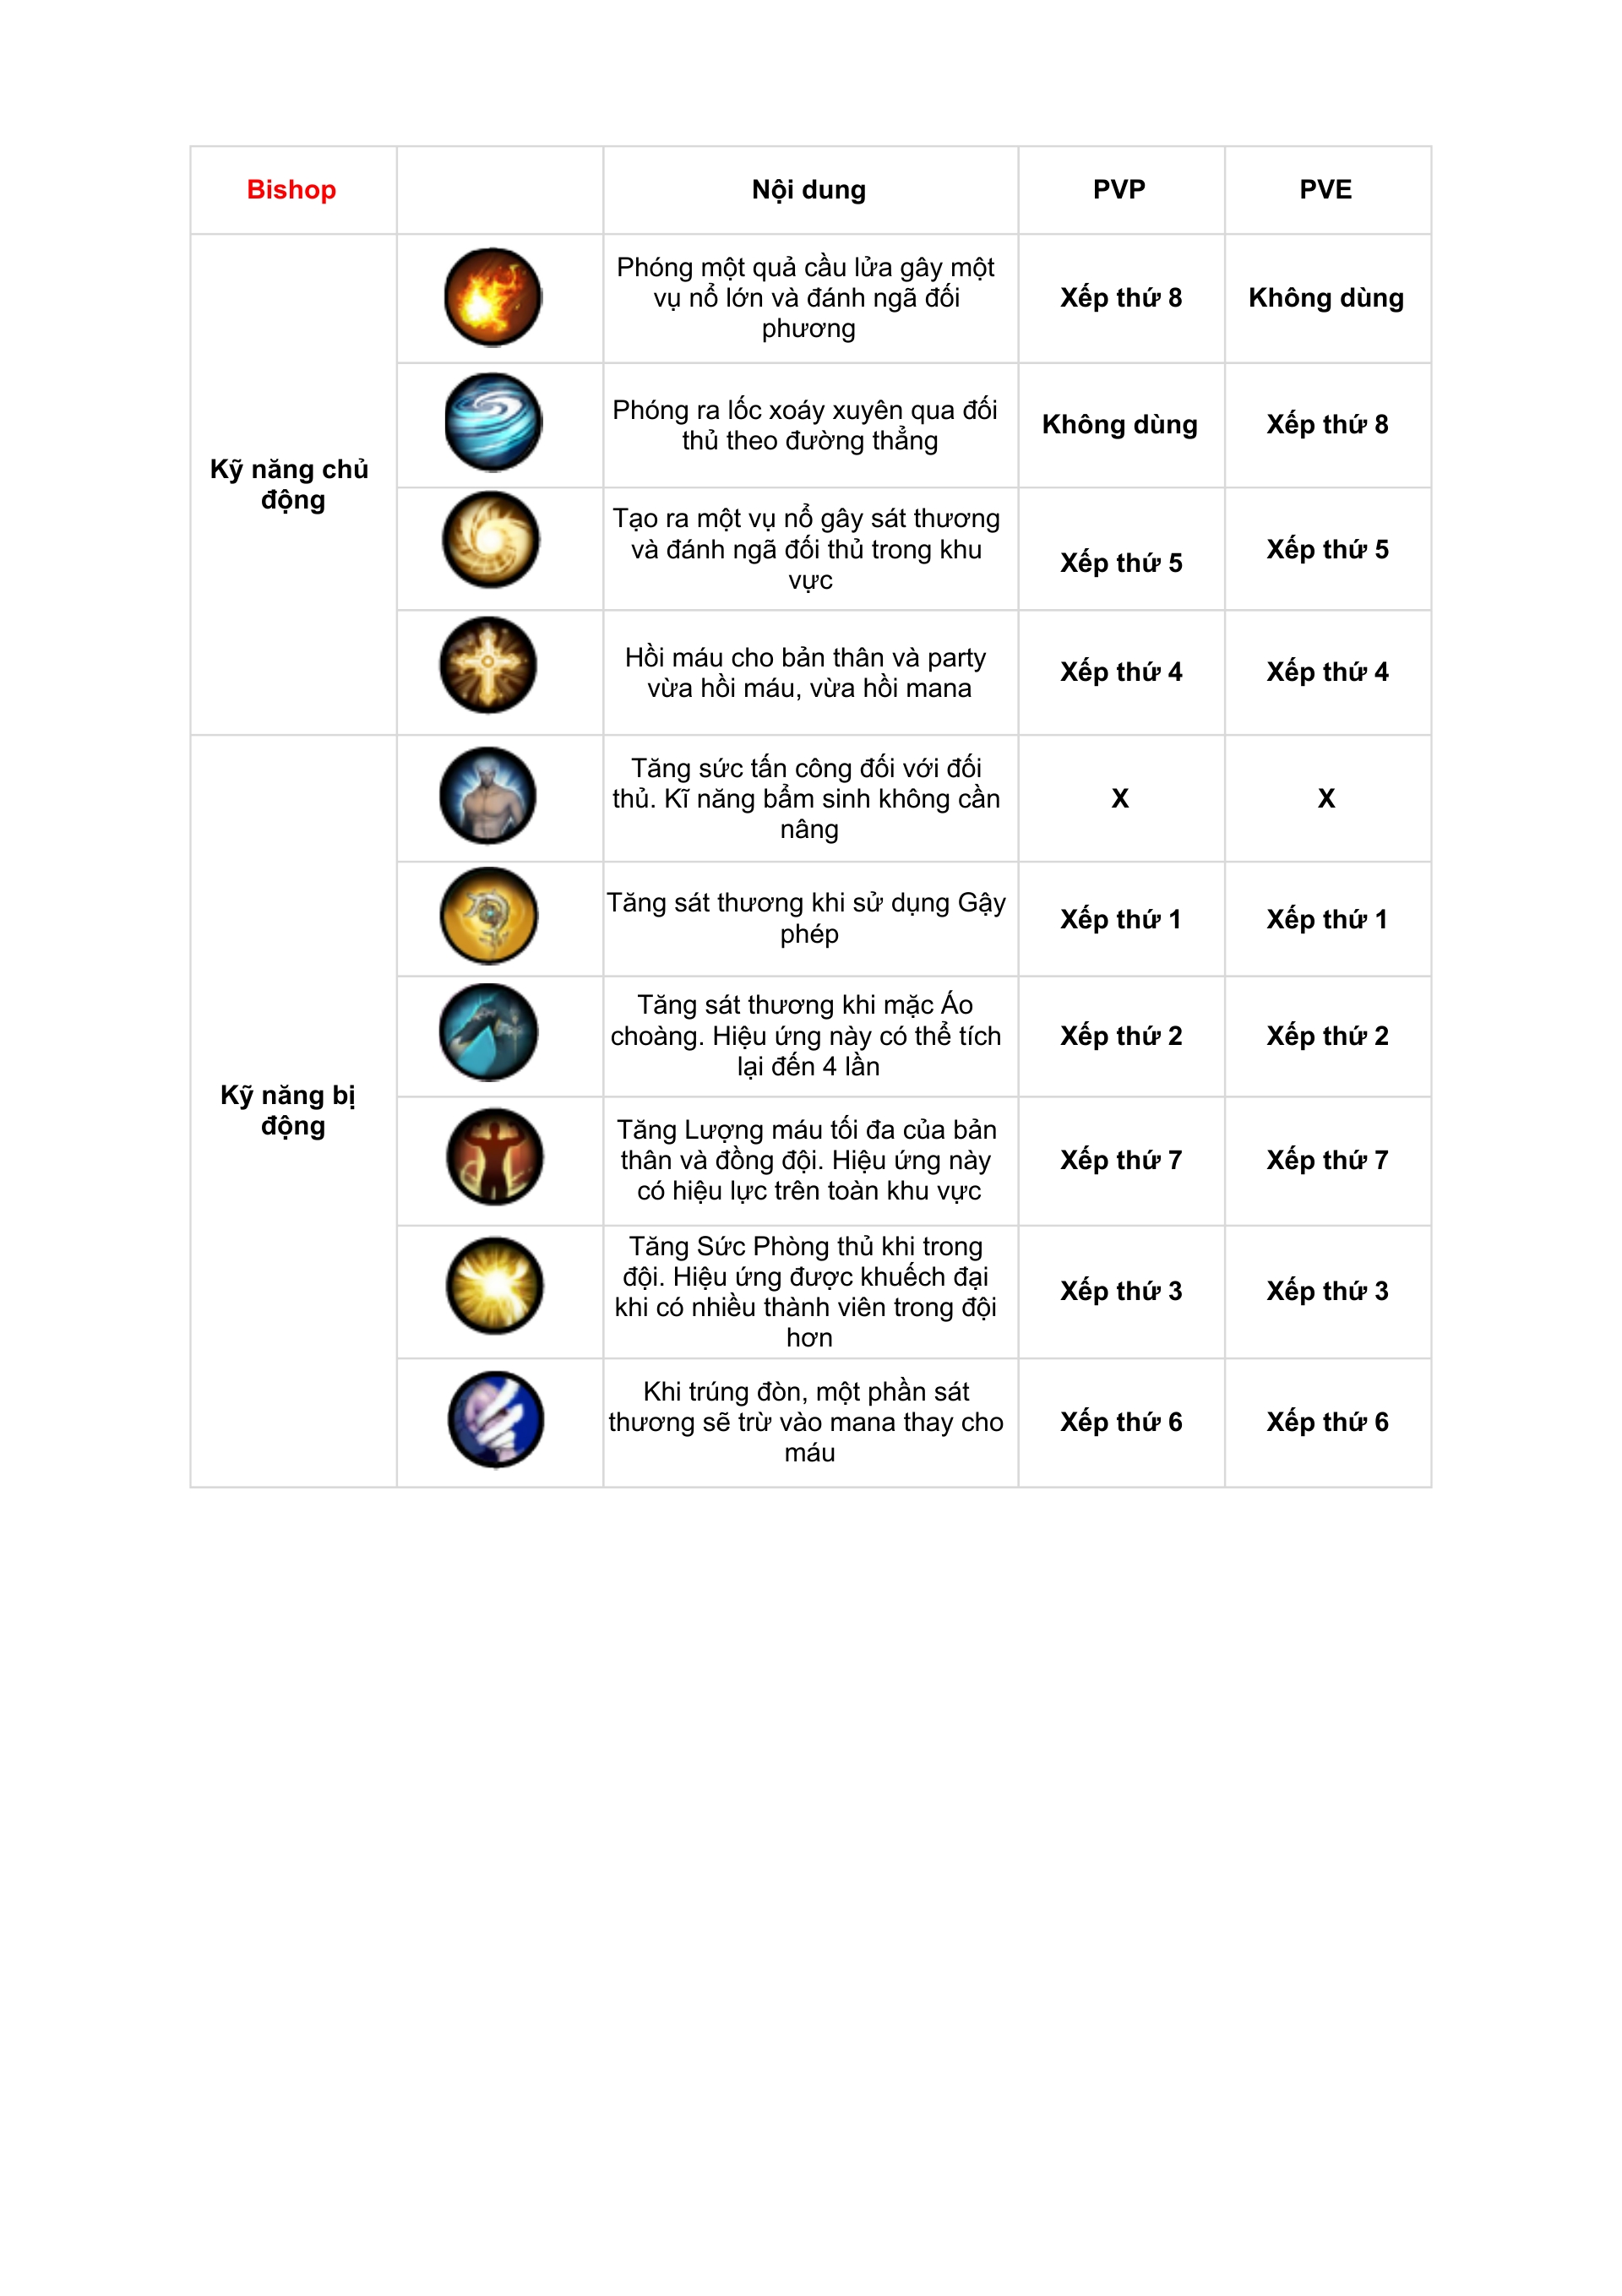 Bishop
Nội dung
PVP
PVE
Kỹ năng chủ
động
Phóng một quả cầu lửa gây một
vụ nổ lớn và đánh ngã đối
phương
Xếp thứ 8
Không dùng
Phóng ra lốc xoáy xuyên qua đối
thủ theo đường thẳng
Không dùng
Xếp thứ 8
Tạo ra một vụ nổ gây sát thương
và đánh ngã đối thủ trong khu
vực
Xếp thứ 5
Xếp thứ 5
Hồi máu cho bản thân và party
vừa hồi máu, vừa hồi mana
Xếp thứ 4
Xếp thứ 4
Kỹ năng bị
động
Tăng sức tấn công đối với đối
thủ. Kĩ năng bẩm sinh không cần
nâng
X
X
Tăng sát thương khi sử dụng Gậy
phép
Xếp thứ 1
Xếp thứ 1
Tăng sát thương khi mặc Áo
choàng. Hiệu ứng này có thể tích
lại đến 4 lần
Xếp thứ 2
Xếp thứ 2
Tăng Lượng máu tối đa của bản
thân và đồng đội. Hiệu ứng này
có hiệu lực trên toàn khu vực
Xếp thứ 7
Xếp thứ 7
Tăng Sức Phòng thủ khi trong
đội. Hiệu ứng được khuếch đại
khi có nhiều thành viên trong đội
hơn
Xếp thứ 3
Xếp thứ 3
Khi trúng đòn, một phần sát
thương sẽ trừ vào mana thay cho
máu
Xếp thứ 6
Xếp thứ 6